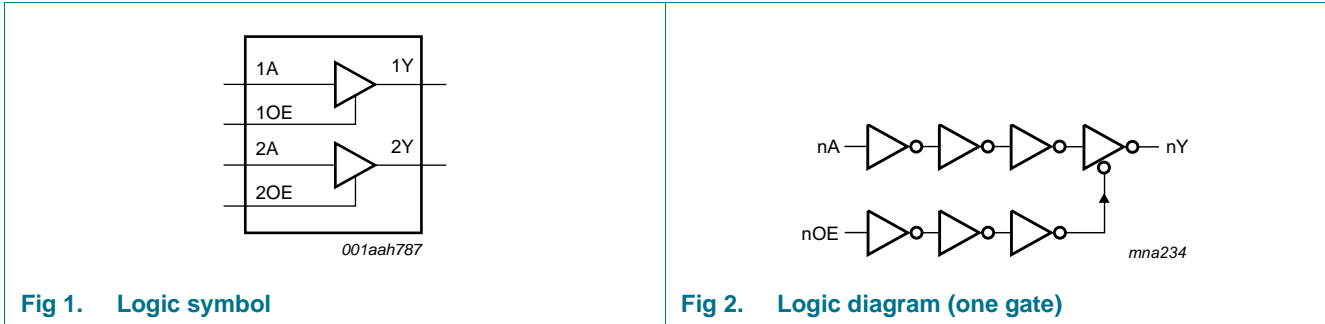 1A
1Y
1OE
2A
2Y
2OE
001aah787
Fig 1. Logic symbol
nA
nY
nOE
mna234
Fig 2. Logic diagram (one gate)